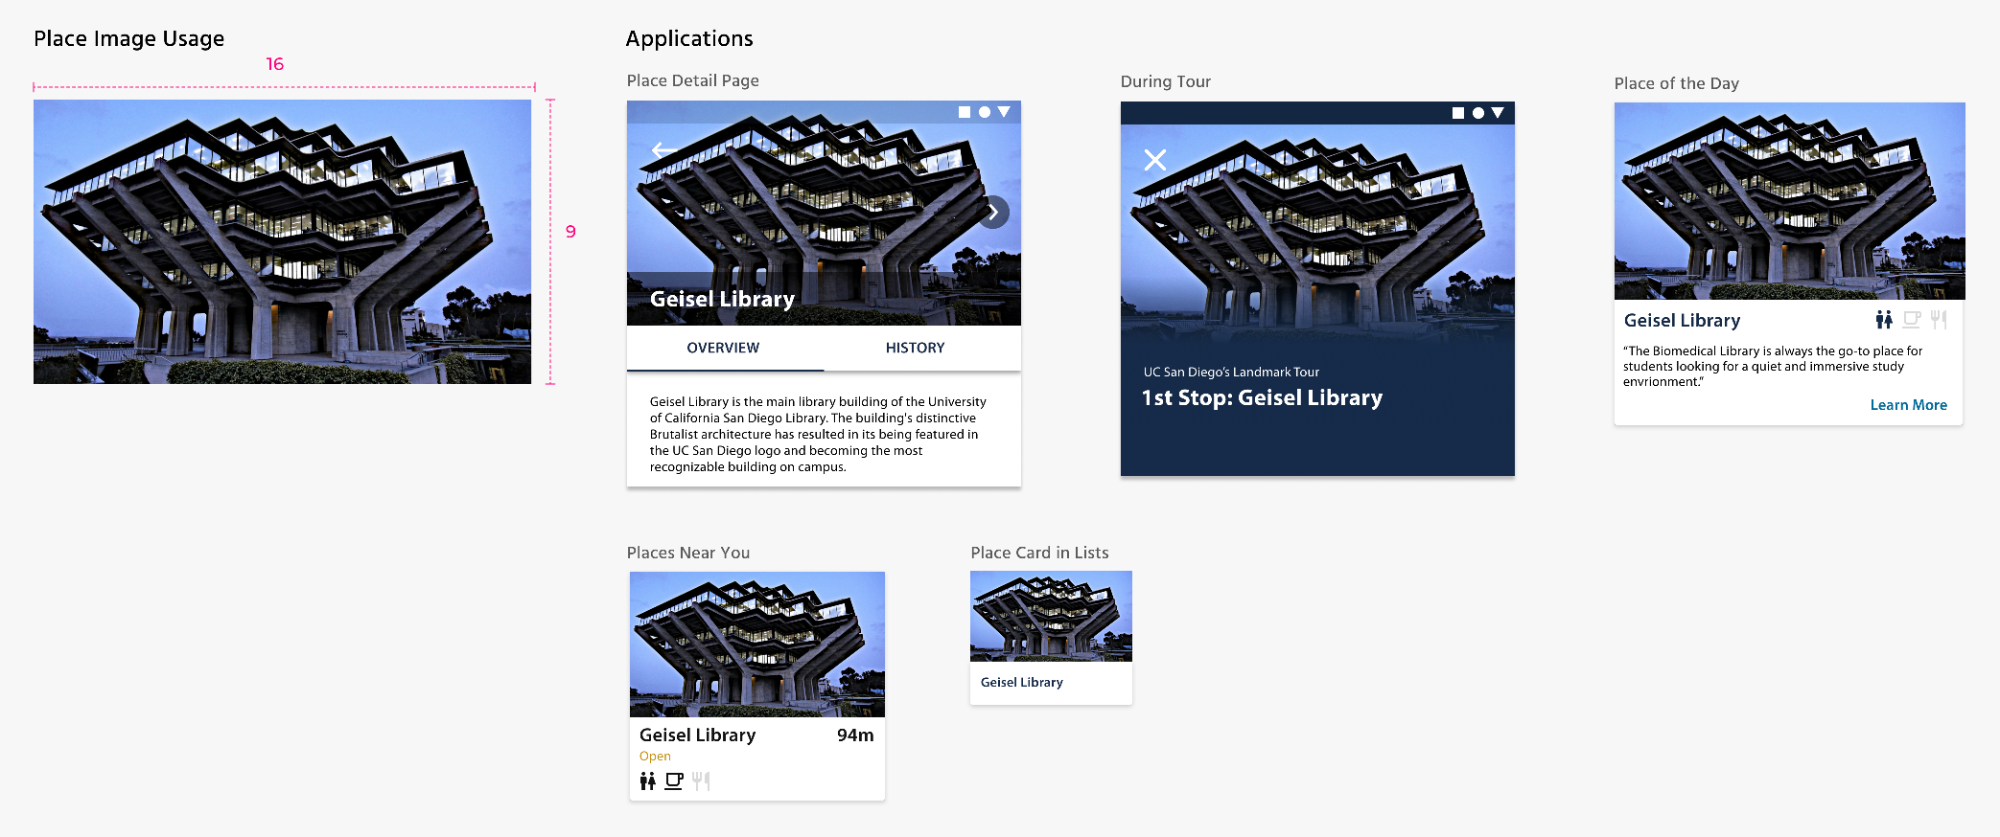 Place Image Usage
16
9
Applications
Place Detail Page
Geisel Library
OVERVIEW
HISTORY
Geisel Library is the main library building of the University
of California San Diego Library. The building's distinctive
Brutalist architecture has resulted in its being featured in
the UC San Diego logo and becoming the most
recognizable building on campus.
During Tour
UC San Diego's Landmark Tour
1st Stop: Geisel Library
Place of the Day
Geisel Library
“The Biomedical Library is always the go-to place for
students looking for a quiet and immersive study
envrionment.”
Learn More
Places Near You
Geisel Library
94m
Open
Place Card in Lists
Geisel Library